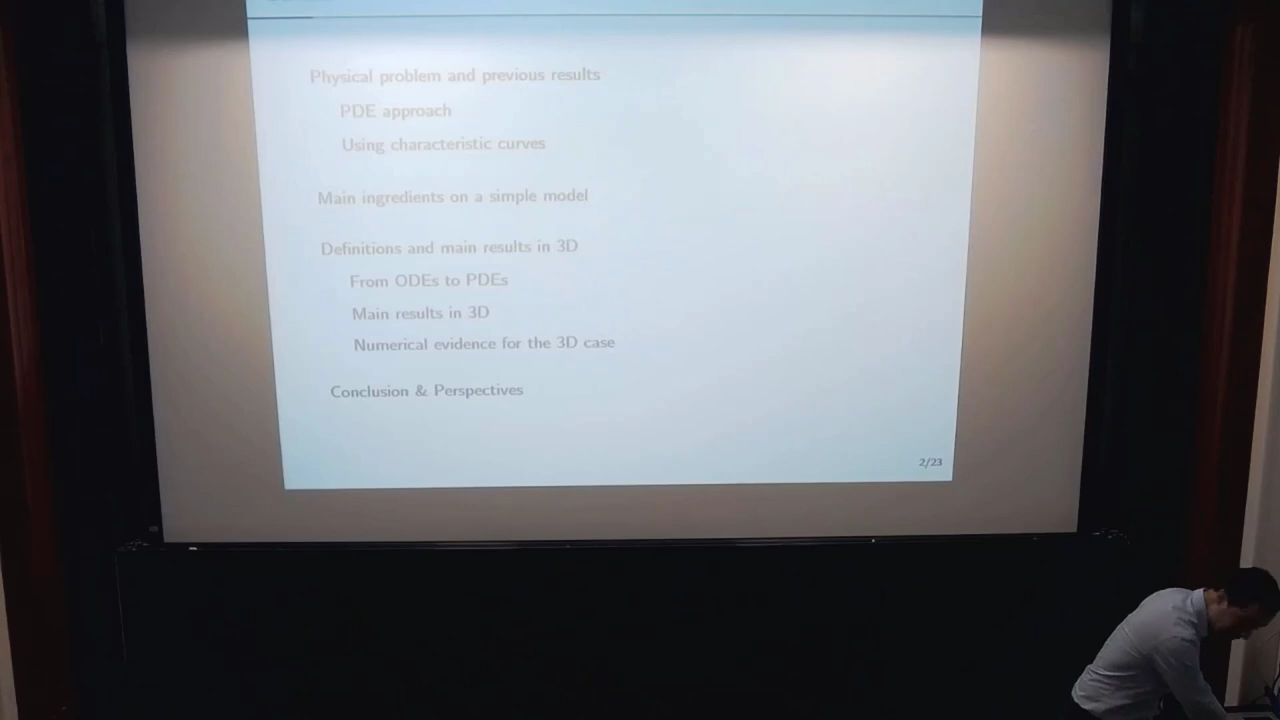 Physical problem and previous results
PDE approach
Using characteristic curves
Main ingredients on a simple model
Definitions and main results in 3D
From ODEs to PDEs
Main results in 3D
Numerical evidence for the 3D case
Conclusion & Perspectives
2/23